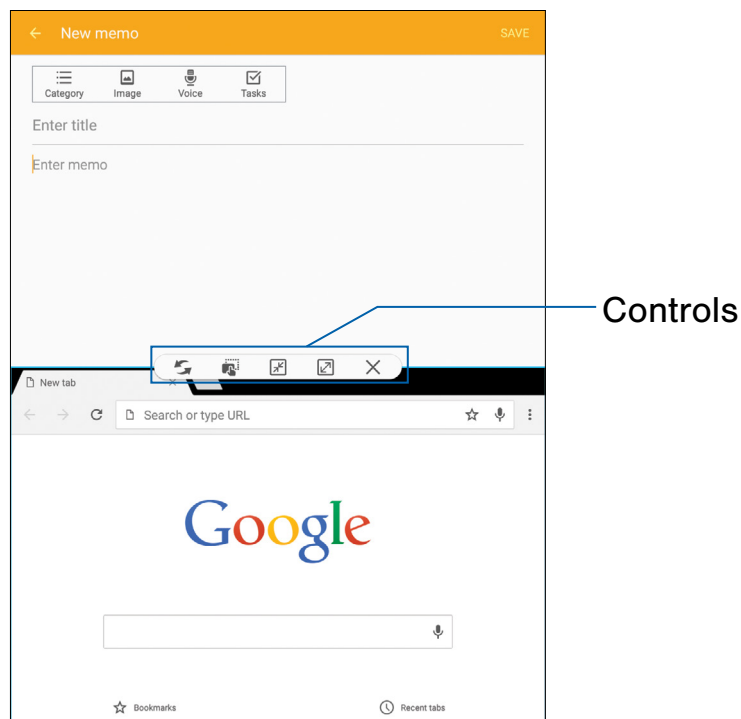 New memo SAVE
Category Image Voice Tasks
Enter title
Enter memo
Controls
New tab
Search or type URL
Google
Bookmarks Recent tabs